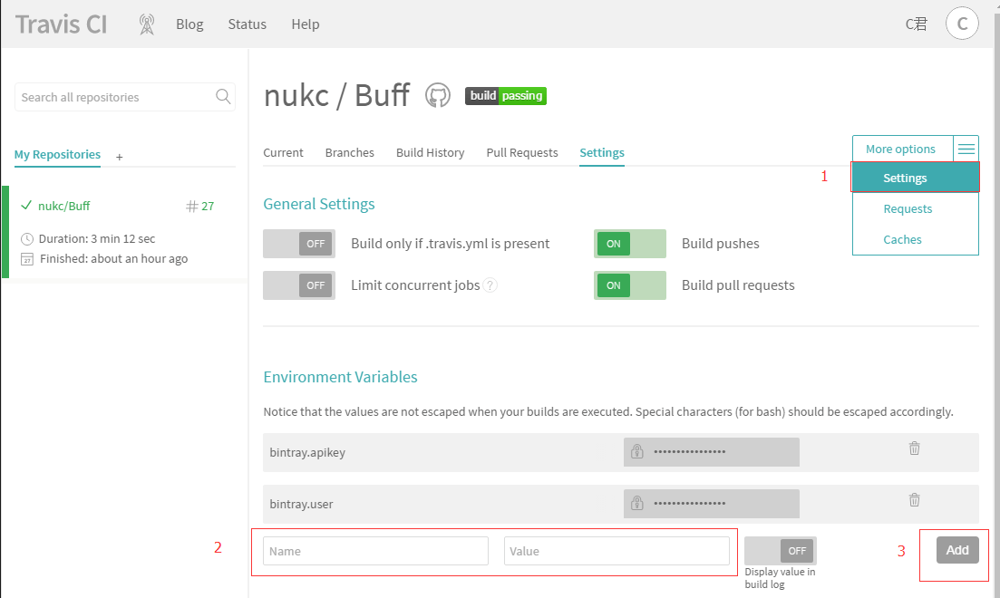 Travis CI Blog Status Help C君 C
Search all repositories
nukc / Buff build passing
My Repositories +
Current Branches Build History Pull Requests Settings More options
1 Settings
Requests
Caches
nukc/Buff # 27
Duration: 3 min 12 sec
27 Finished: about an hour ago
General Settings
OFF Build only if .travis.yml is present ON Build pushes
OFF Limit concurrent jobs ? ON Build pull requests
Environment Variables
Notice that the values are not escaped when your builds are executed. Special characters (for bash) should be escaped accordingly.
bintray.apikey ••••••••••••••••
bintray.user ••••••••••••••••
2 Name Value OFF 3 Add
Display value in
build log